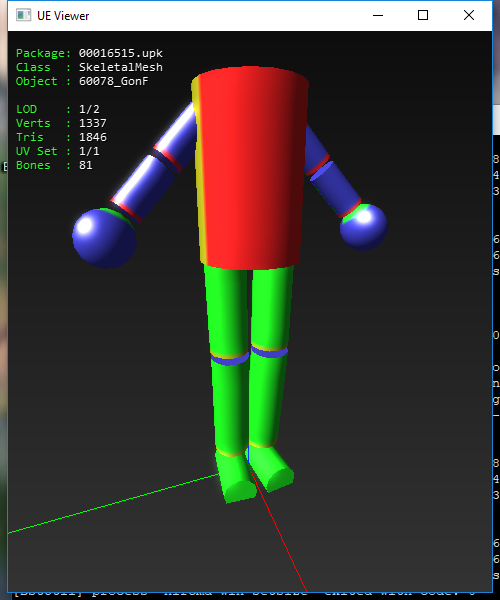 UE Viewer
Package: 00016515.upk
Class  : SkeletalMesh
Object : 60078_GonF
LOD    : 1/2
Verts  : 1337
Tris   : 1846
UV Set : 1/1
Bones  : 81